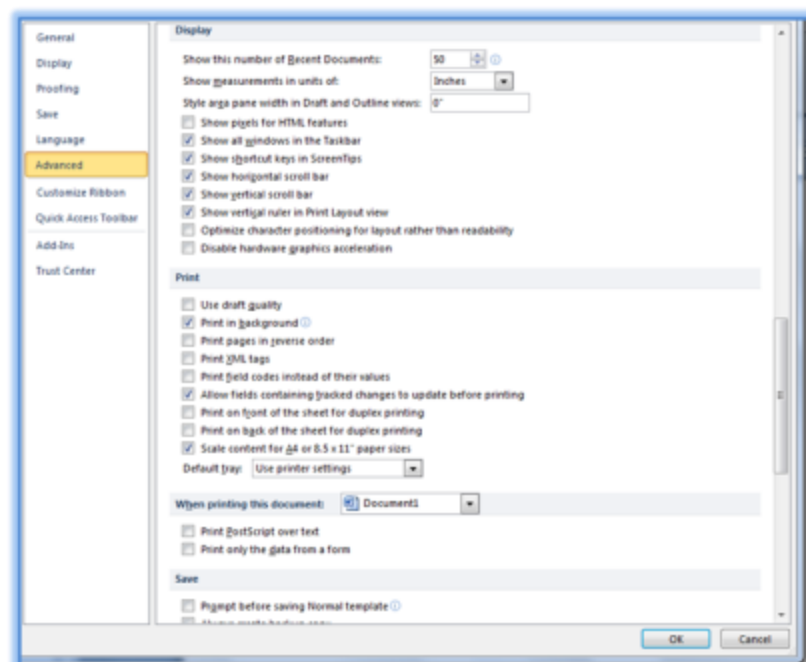 General
Display
Proofing
Save
Language
Advanced
Customize Ribbon
Quick Access Toolbar
Add-Ins
Trust Center
Display
Show this number of Recent Documents: 50
Show measurements in units of: Inches
Style area pane width in Draft and Outline views: 0"
Show pixels for HTML features
Show all windows in the Taskbar
Show shortcut keys in ScreenTips
Show horizontal scroll bar
Show vertical scroll bar
Show vertical ruler in Print Layout view
Optimize character positioning for layout rather than readability
Disable hardware graphics acceleration
Print
Use draft quality
Print in background
Print pages in reverse order
Print XML tags
Print field codes instead of their values
Allow fields containing tracked changes to update before printing
Print on front of the sheet for duplex printing
Print on back of the sheet for duplex printing
Scale content for A4 or 8.5 x 11" paper sizes
Default tray: Use printer settings
When printing this document: Document1
Print PostScript over text
Print only the data from a form
Save
Prompt before saving Normal template
Always create backup copy
OK Cancel